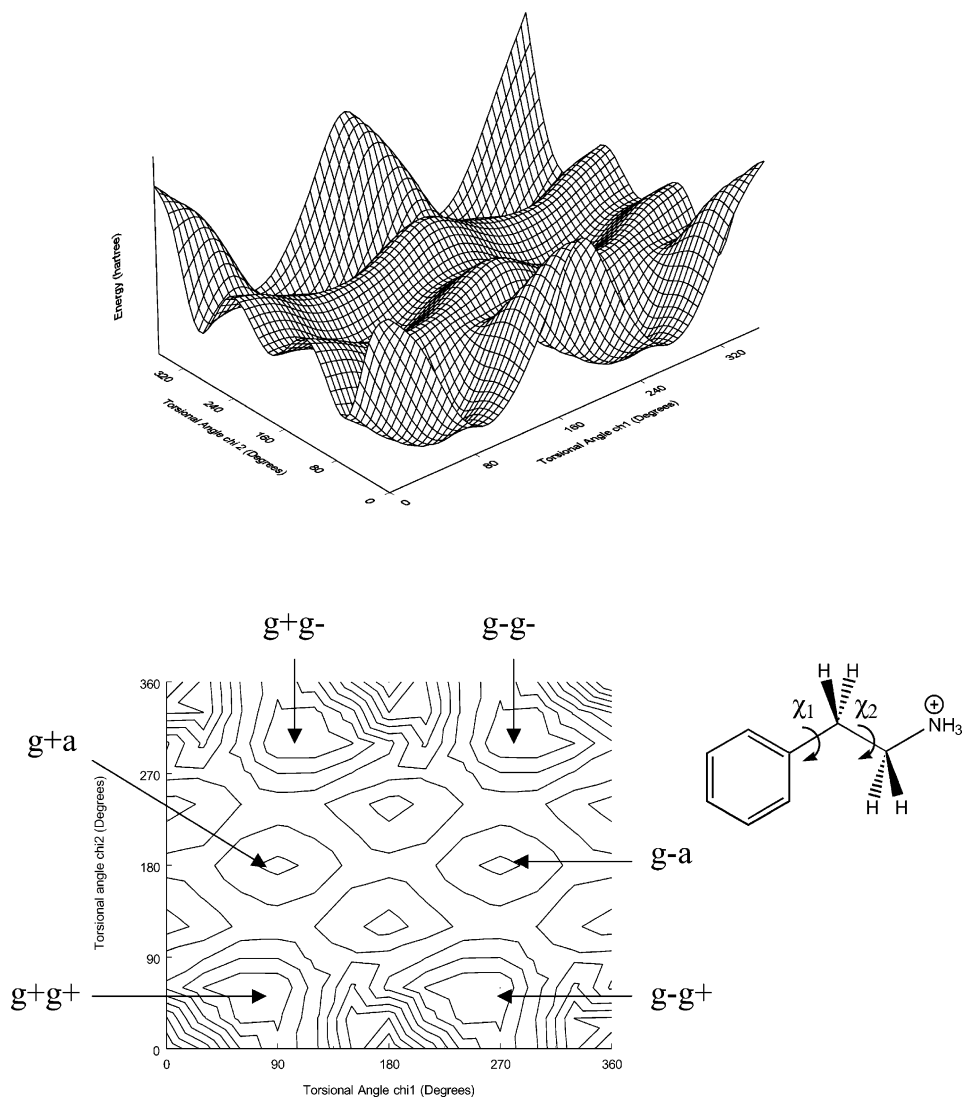 Energy (hartree)
320
240
160
80
0
Torsional Angle chi 2 (Degrees)
0
80
160
240
320
Torsional Angle chi1 (Degrees)
g+g-
g-g-
g+a
g-a
g+g+
g-g+
360
270
180
90
0
Torsional angle chi2 (Degrees)
0
90
180
270
360
Torsional Angle chi1 (Degrees)
H
H
χ1
χ2
+
NH3
H
H